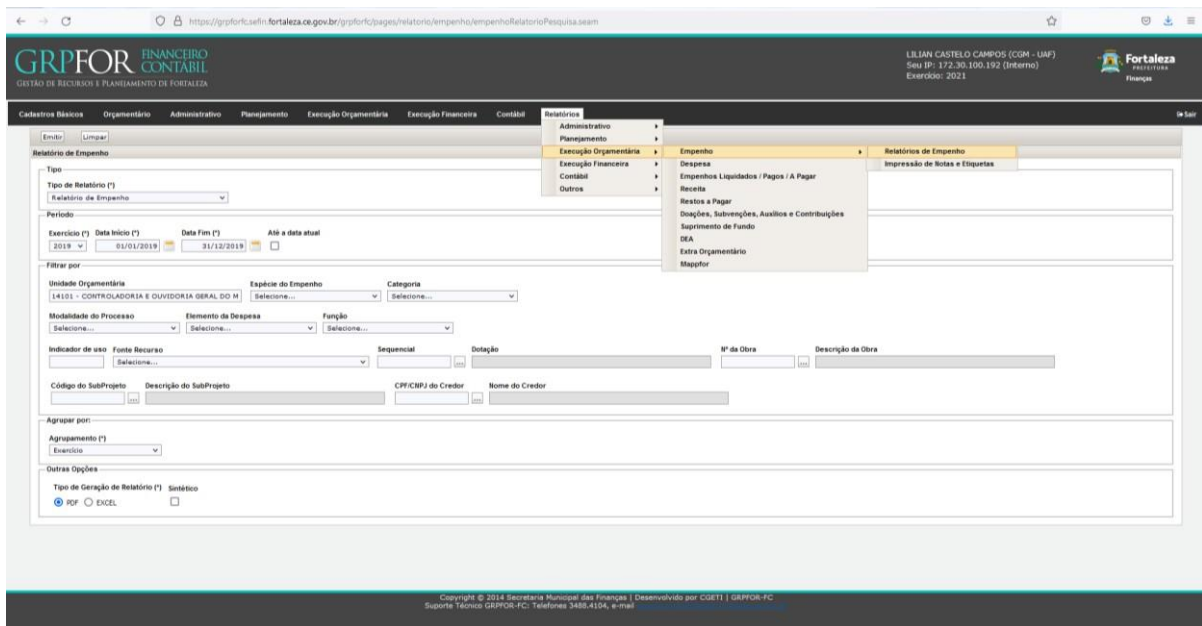 https://grpforfc.sefin.fortaleza.ce.gov.br/grpforfc/pages/relatorio/empenho/empenhoRelatorioPesquisa.seam
GRPFOR FINANCEIRO CONTÁBIL
GESTÃO DE RECURSOS E PLANEJAMENTO DE FORTALEZA
LILIAN CASTELO CAMPOS (CGM - UAF)
Seu IP: 172.30.100.192 (Interno)
Exercício: 2021
Fortaleza
PREFEITURA
Finanças
Cadastros Básicos Orçamentário Administrativo Planejamento Execução Orçamentária Execução Financeira Contábil Relatórios Sair
Administrativo
Planejamento
Execução Orçamentária
Execução Financeira
Contábil
Outros
Empenho
Despesa
Empenhos Liquidados / Pagos / A Pagar
Receita
Restos a Pagar
Doações, Subvenções, Auxílios e Contribuições
Suprimento de Fundo
DEA
Extra Orçamentário
Mappfor
Relatórios de Empenho
Impressão de Notas e Etiquetas
Emitir Limpar
Relatório de Empenho
Tipo
Tipo de Relatório (*)
Relatório de Empenho
Período
Exercício (*) Data Início (*) Data Fim (*) Até a data atual
2019 01/01/2019 31/12/2019
Filtrar por
Unidade Orçamentária Espécie do Empenho Categoria
14101 - CONTROLADORIA E OUVIDORIA GERAL DO M Selecione... Selecione...
Modalidade do Processo Elemento da Despesa Função
Selecione... Selecione... Selecione...
Indicador de uso Fonte Recurso Sequencial Dotação Nº da Obra Descrição da Obra
Selecione... ... ...
Código do SubProjeto Descrição do SubProjeto CPF/CNPJ do Credor Nome do Credor
... ...
Agrupar por:
Agrupamento (*)
Exercício
Outras Opções
Tipo de Geração de Relatório (*) Sintético
PDF EXCEL
Copyright © 2014 Secretaria Municipal das Finanças | Desenvolvido por CGETI | GRPFOR-FC
Suporte Técnico GRPFOR-FC: Telefones 3488.4104, e-mail